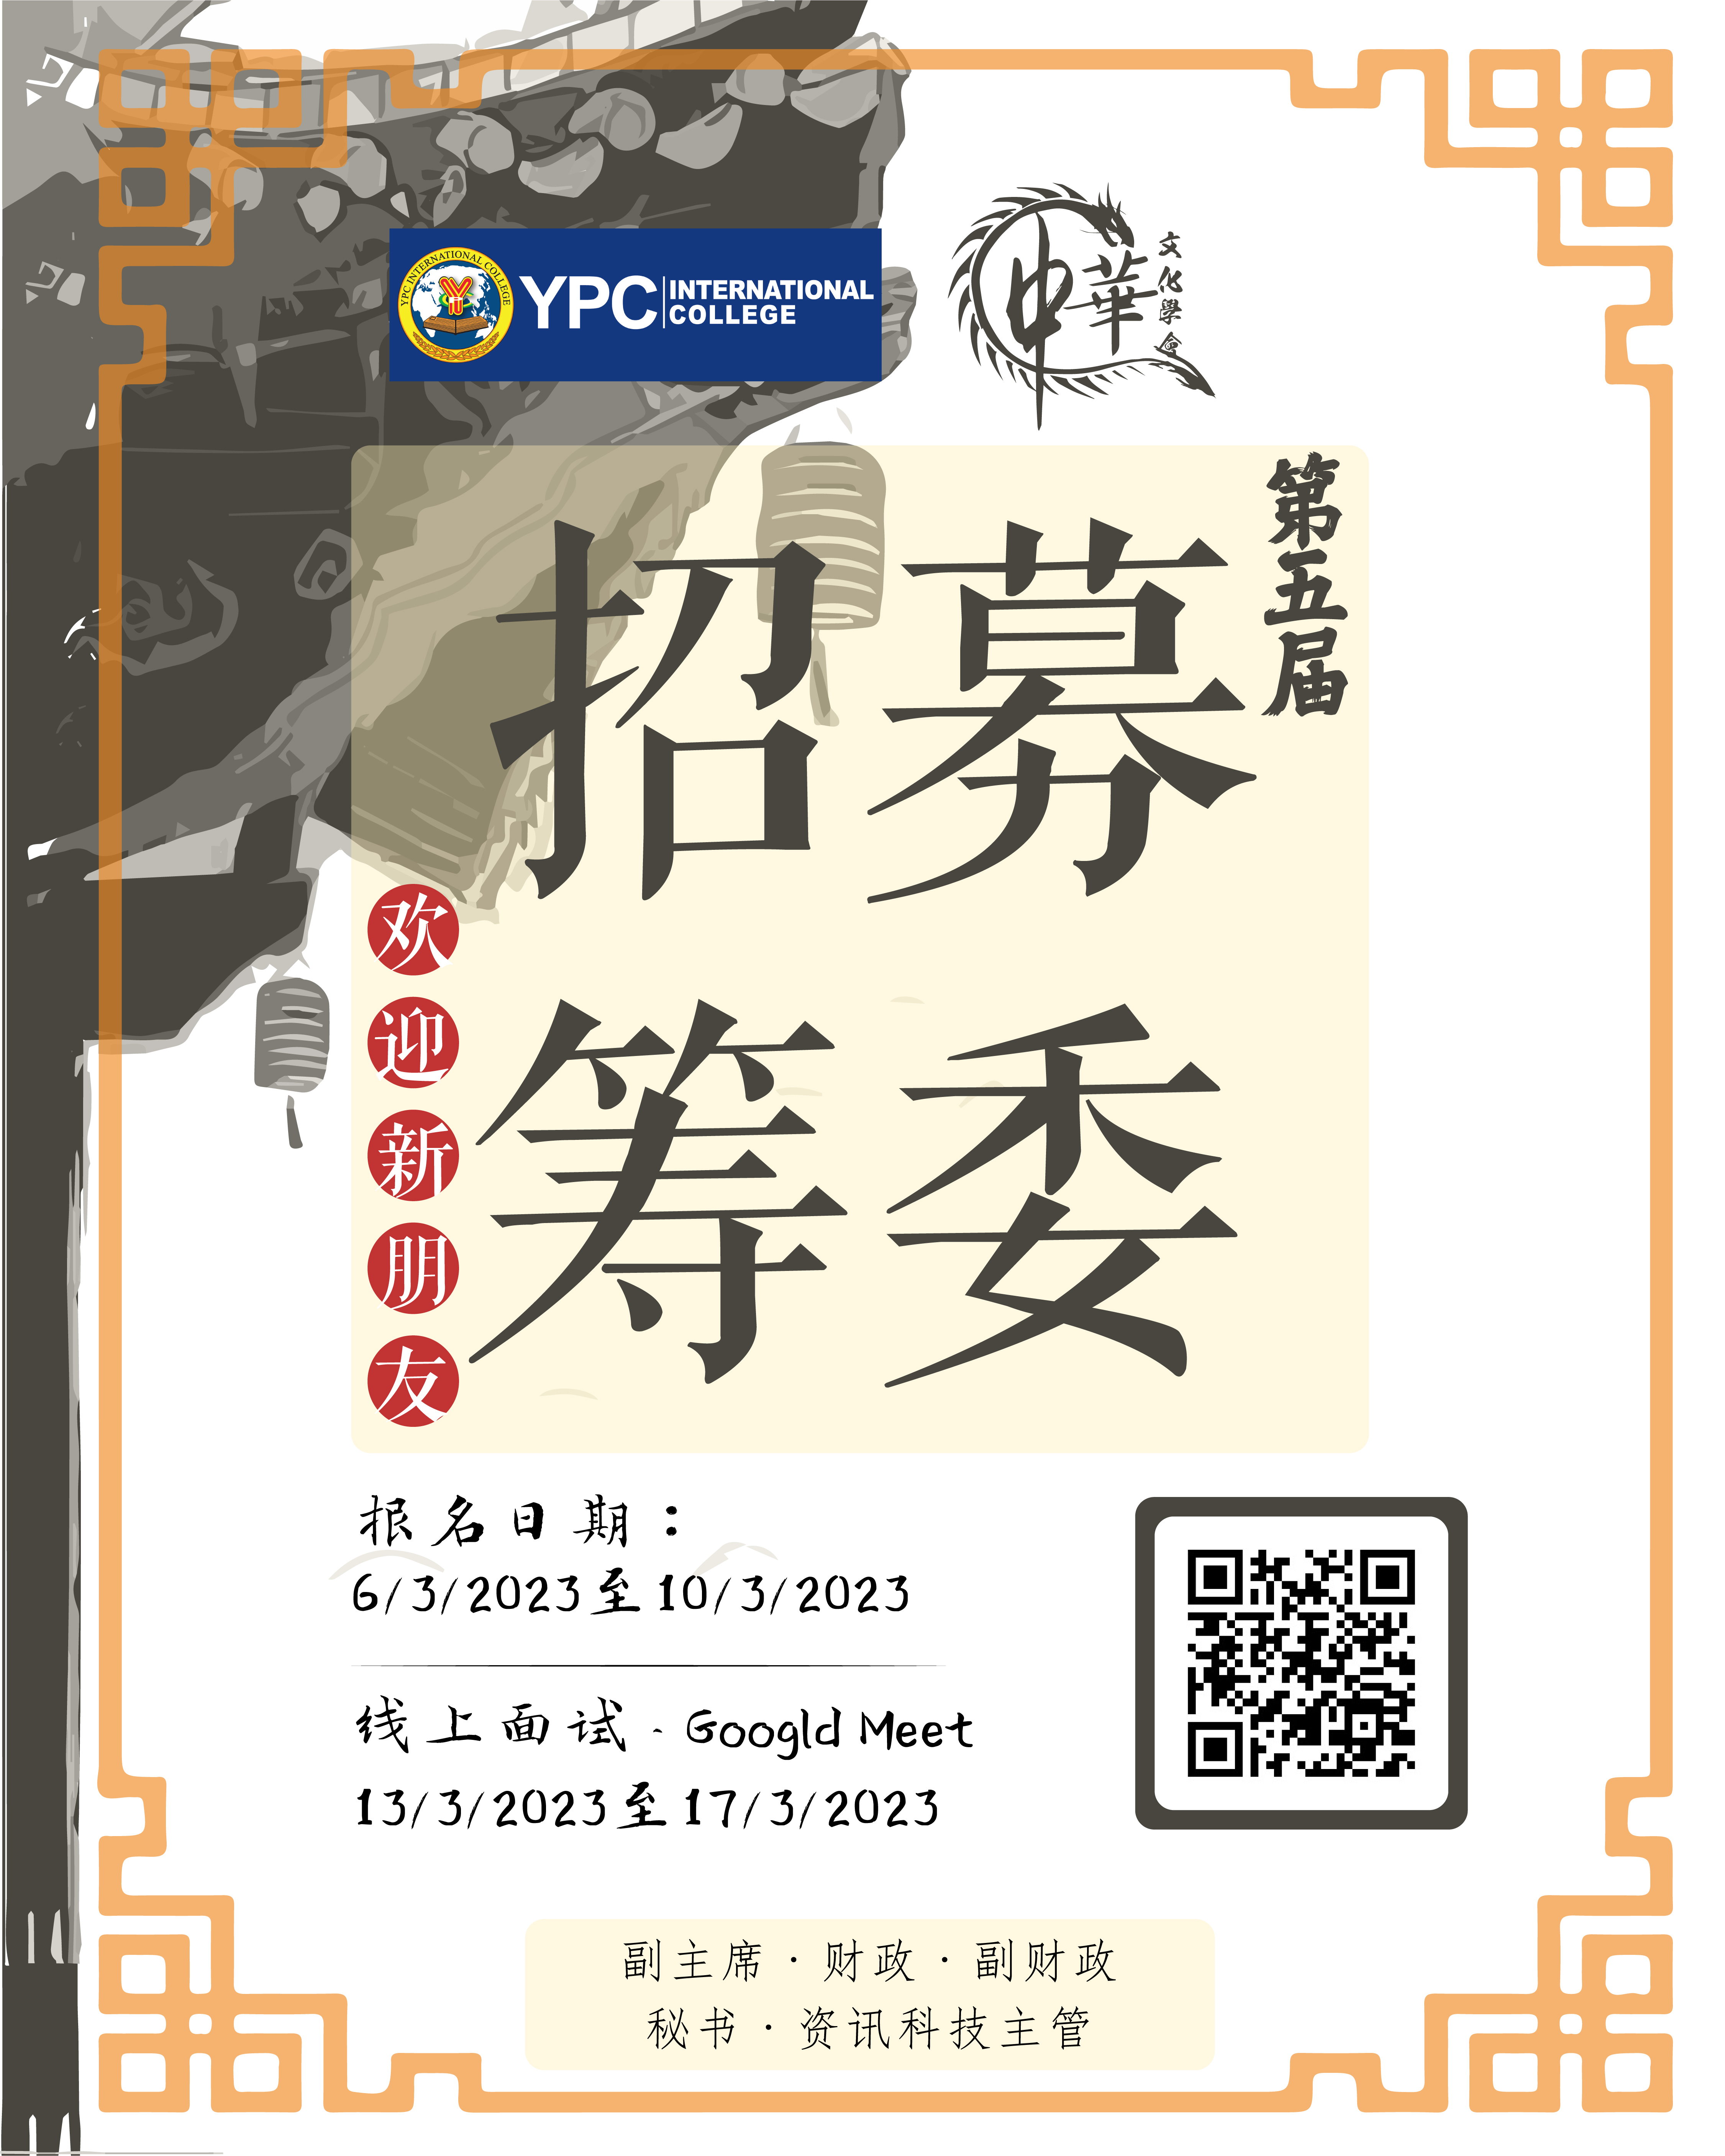 YPC INTERNATIONAL COLLEGE
YPC
INTERNATIONAL
COLLEGE
中華
文化學會
第五届
招募
筹委
欢迎新朋友
报名日期：
6/3/2023至10/3/2023
线上面试 - Googld Meet
13/3/2023至17/3/2023
副主席·财政·副财政
秘书·资讯科技主管